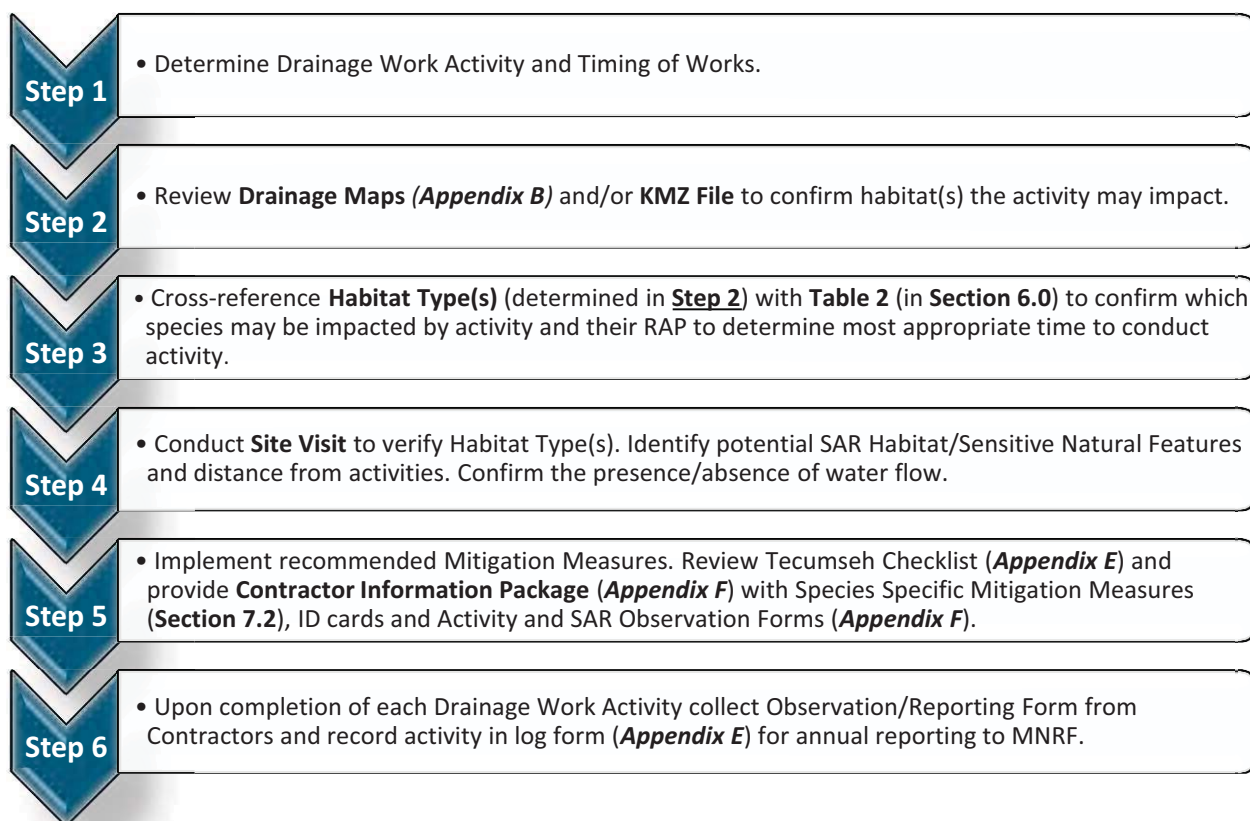 Step 1
• Determine Drainage Work Activity and Timing of Works.
Step 2
• Review Drainage Maps (Appendix B) and/or KMZ File to confirm habitat(s) the activity may impact.
Step 3
• Cross-reference Habitat Type(s) (determined in Step 2) with Table 2 (in Section 6.0) to confirm which
species may be impacted by activity and their RAP to determine most appropriate time to conduct
activity.
Step 4
• Conduct Site Visit to verify Habitat Type(s). Identify potential SAR Habitat/Sensitive Natural Features
and distance from activities. Confirm the presence/absence of water flow.
Step 5
• Implement recommended Mitigation Measures. Review Tecumseh Checklist (Appendix E) and
provide Contractor Information Package (Appendix F) with Species Specific Mitigation Measures
(Section 7.2), ID cards and Activity and SAR Observation Forms (Appendix F).
Step 6
• Upon completion of each Drainage Work Activity collect Observation/Reporting Form from
Contractors and record activity in log form (Appendix E) for annual reporting to MNRF.